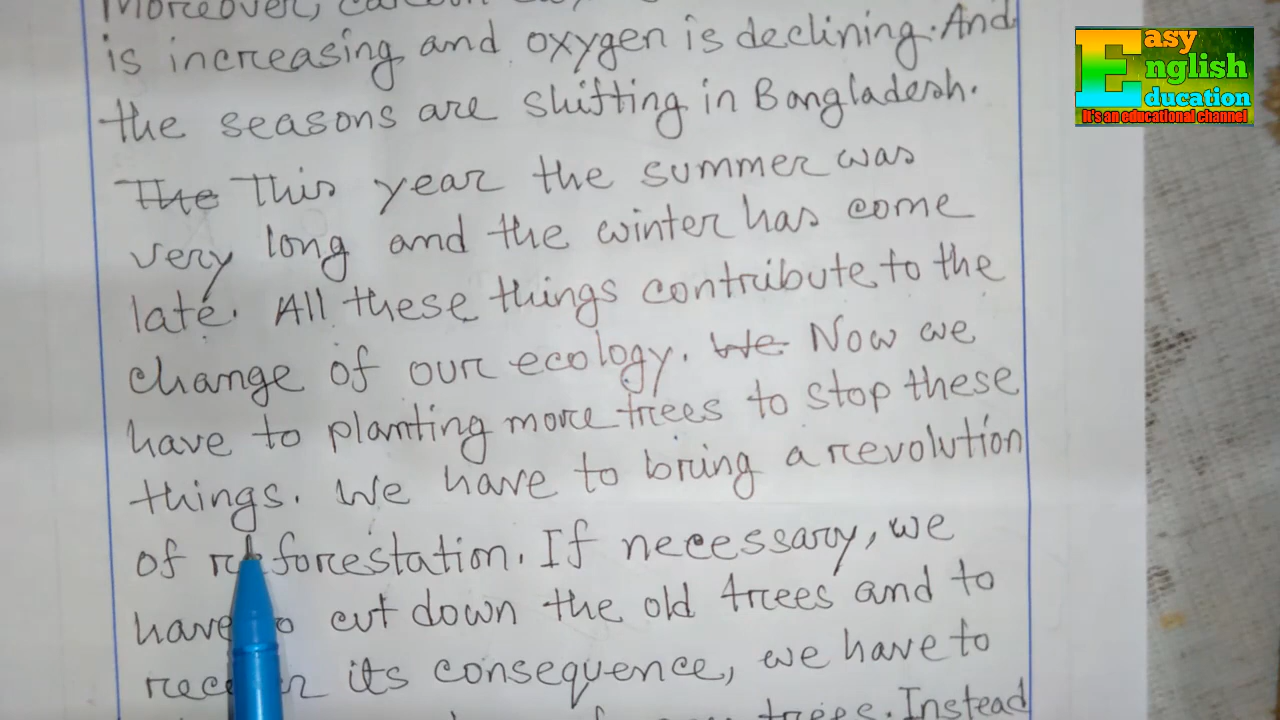 Moreover,
is increasing and oxygen is declining. And
the seasons are shifting in Bangladesh.
The This year the summer was
very long and the winter has come
late. All these things contribute to the
change of our ecology. We Now we
have to planting more trees to stop these
things. We have to bring a revolution
of reforestation. If necessary, we
have to cut down the old trees and to
its consequence, we have to
trees. Instead
Easy
English
Education
It's an educational channel